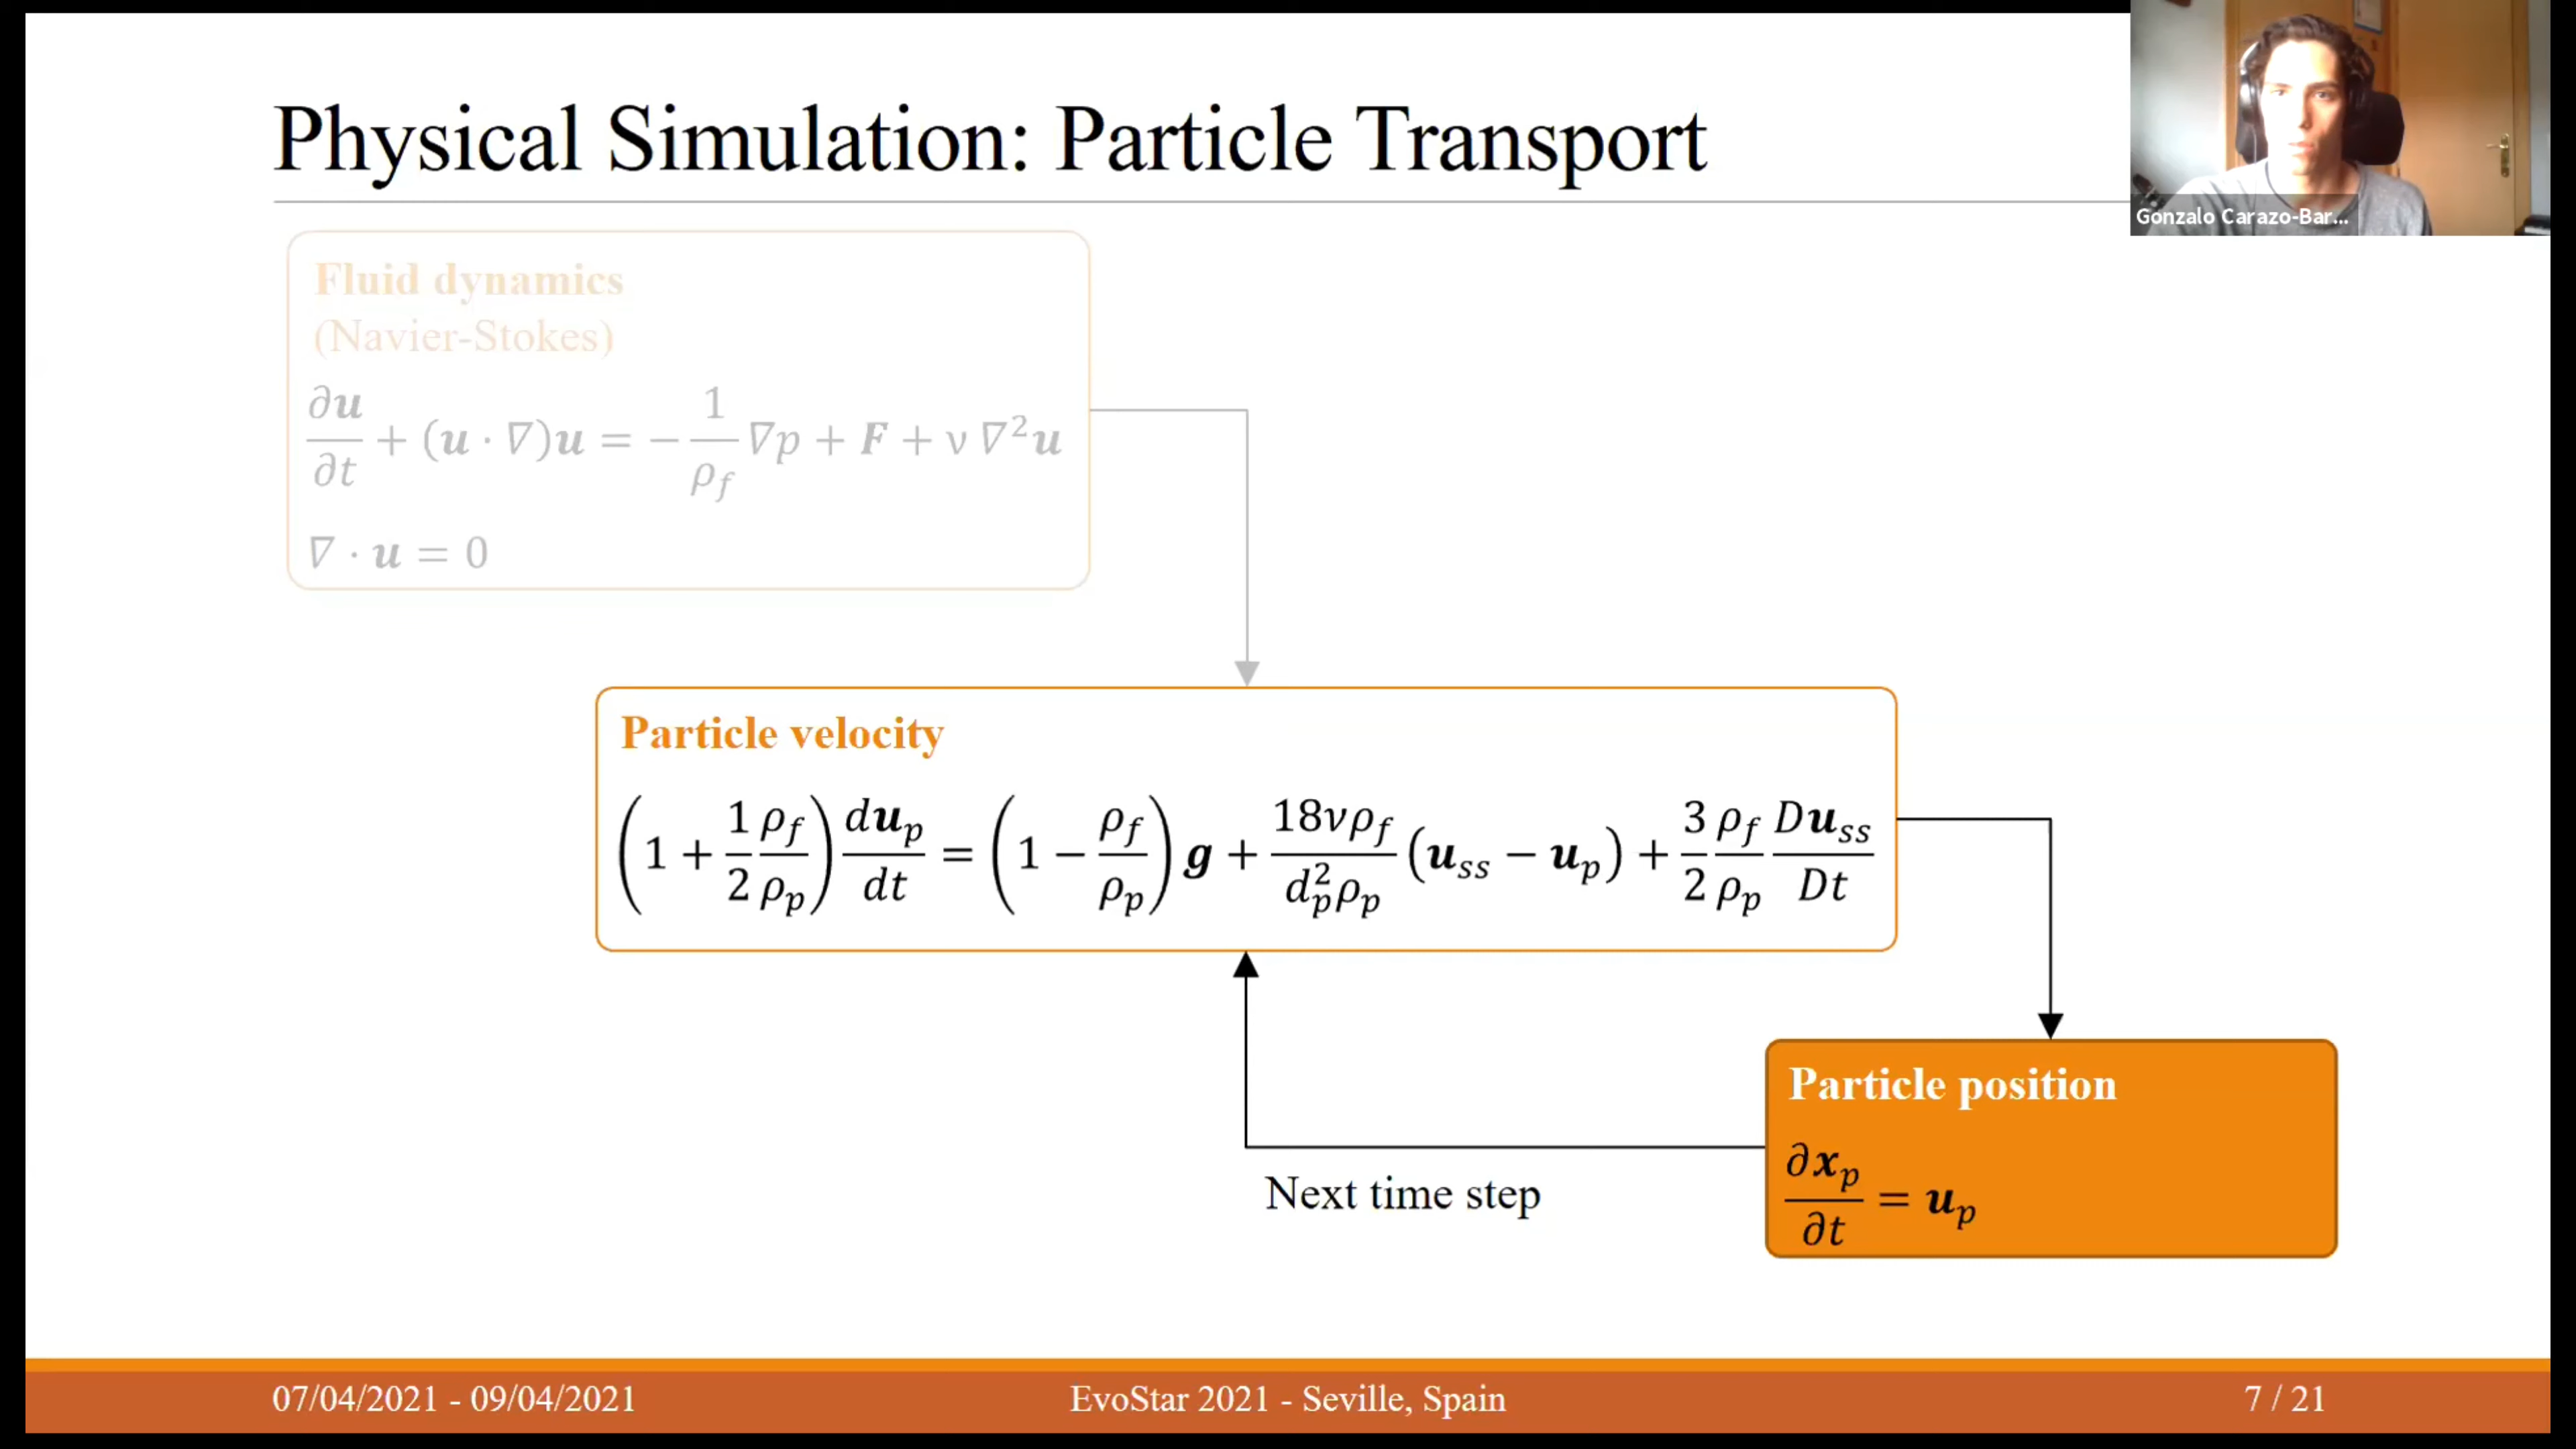 Physical Simulation: Particle Transport
Gonzalo Carazo-Bar...
Fluid dynamics
(Navier-Stokes)
∂u/∂t + (u · ∇)u = −1/ρ_f ∇p + F + ν ∇²u
∇ · u = 0
Particle velocity
(1 + 1/2 ρ_f/ρ_p) du_p/dt = (1 − ρ_f/ρ_p) g + 18νρ_f/(d_p²ρ_p) (u_ss − u_p) + 3/2 ρ_f/ρ_p Du_ss/Dt
Particle position
∂x_p/∂t = u_p
Next time step
07/04/2021 - 09/04/2021
EvoStar 2021 - Seville, Spain
7 / 21